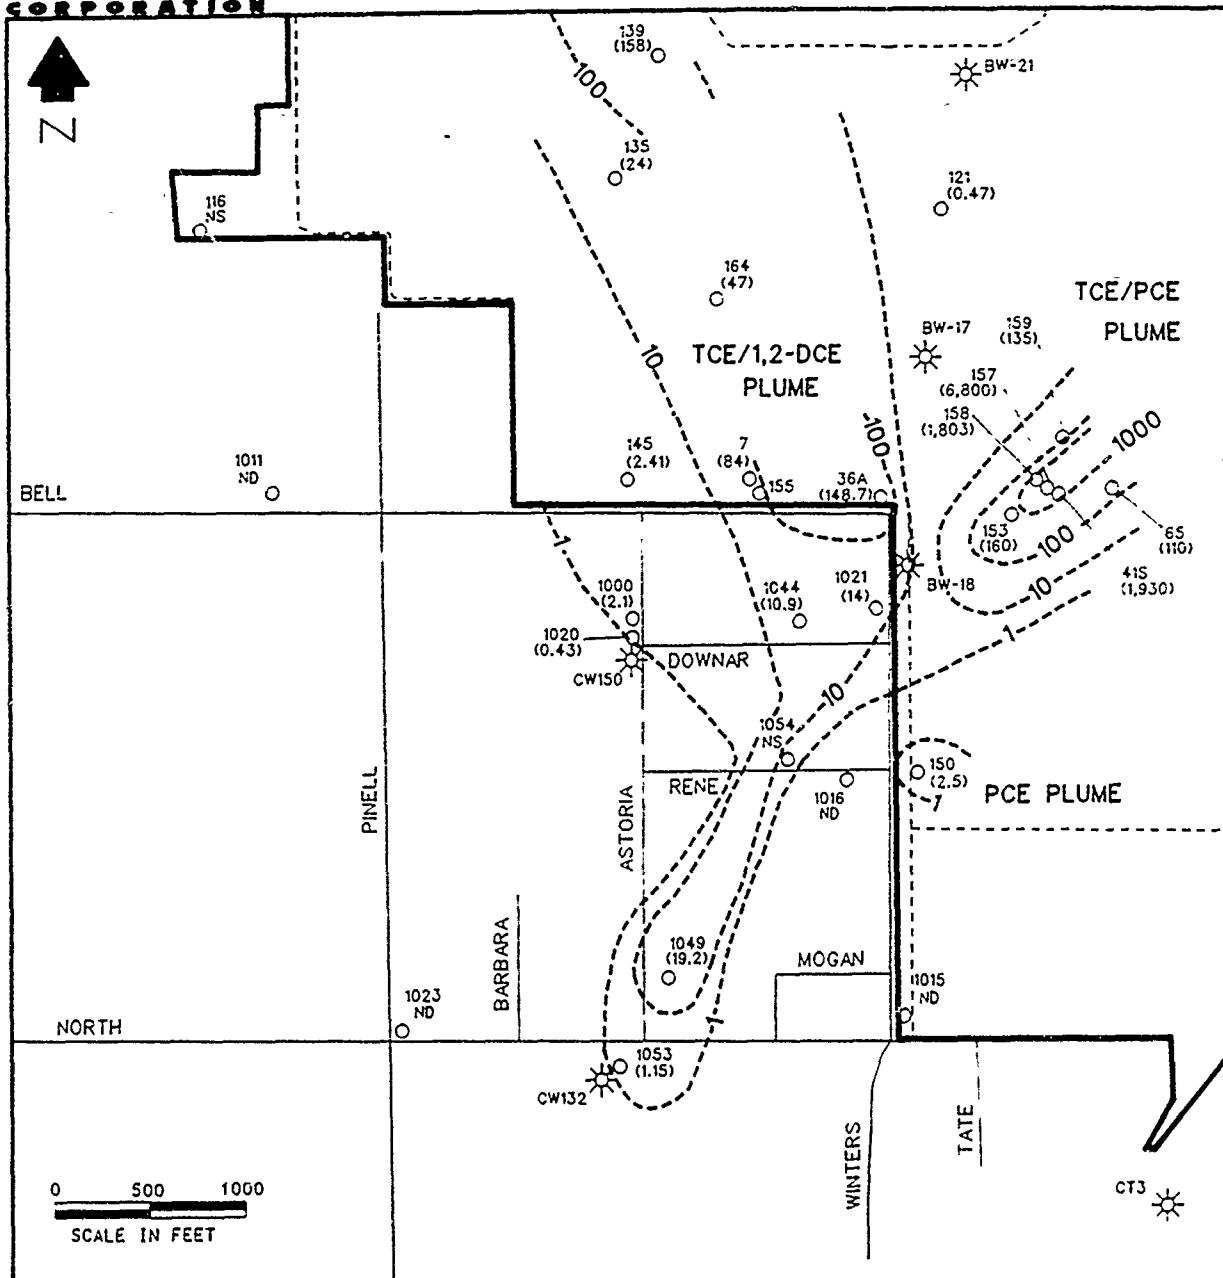 CORPORATION
N
139
(158)
BW-21
100
135
(24)
121
(0.47)
116
NS
164
(47)
TCE/PCE
PLUME
BW-17
159
(135)
10
TCE/1,2-DCE
PLUME
157
(6,800)
158
(1,803)
1000
100
145
(2.41)
7
(84)
155
36A
(148.7)
1011
ND
BELL
153
(160)
100
65
(110)
1
BW-18
10
41S
(1,930)
1000
(2.1)
1044
(10.9)
1021
(14)
1020
(0.43)
1
DOWNAR
CW150
10
1054
NS
RENE
1016
ND
150
(2.5)
1
PCE PLUME
PINELL
ASTORIA
BARBARA
1049
(19.2)
MOGAN
1015
ND
1023
ND
1
NORTH
1053
(1.15)
CW132
WINTERS
TATE
CT3
0 500 1000
SCALE IN FEET